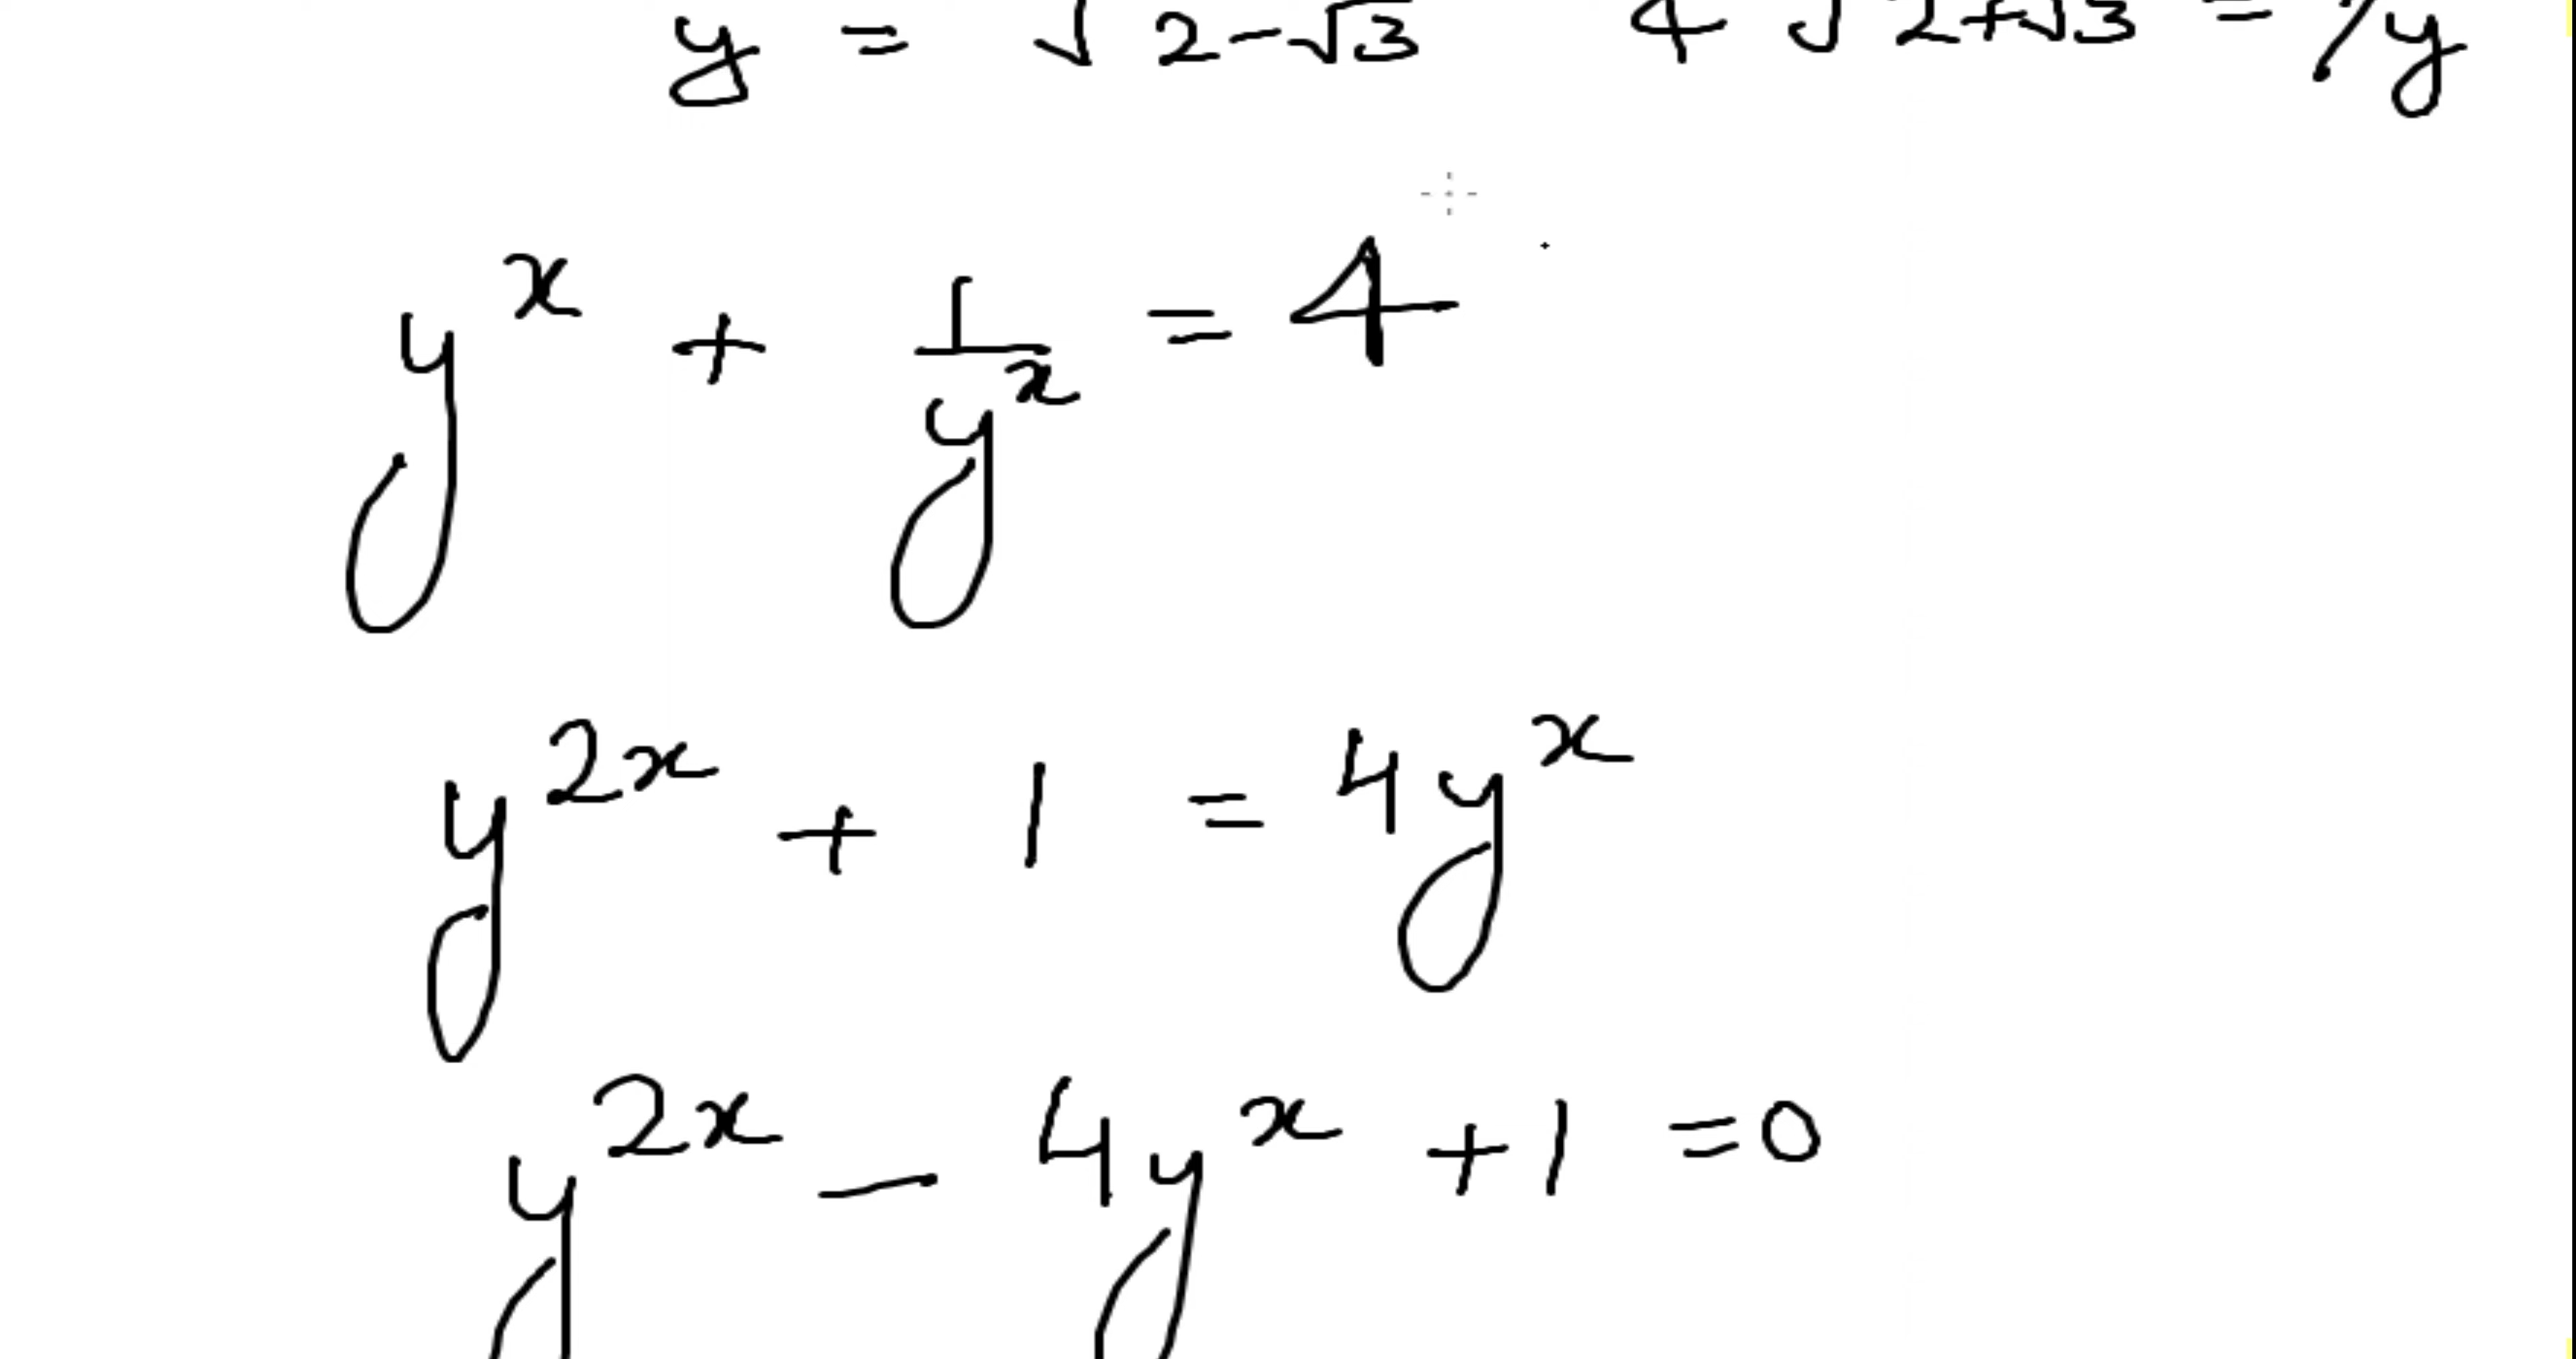 y = √2-√3 & √2+√3 = 1/y
y^x + 1/y^x = 4
y^2x + 1 = 4y^x
y^2x - 4y^x + 1 = 0